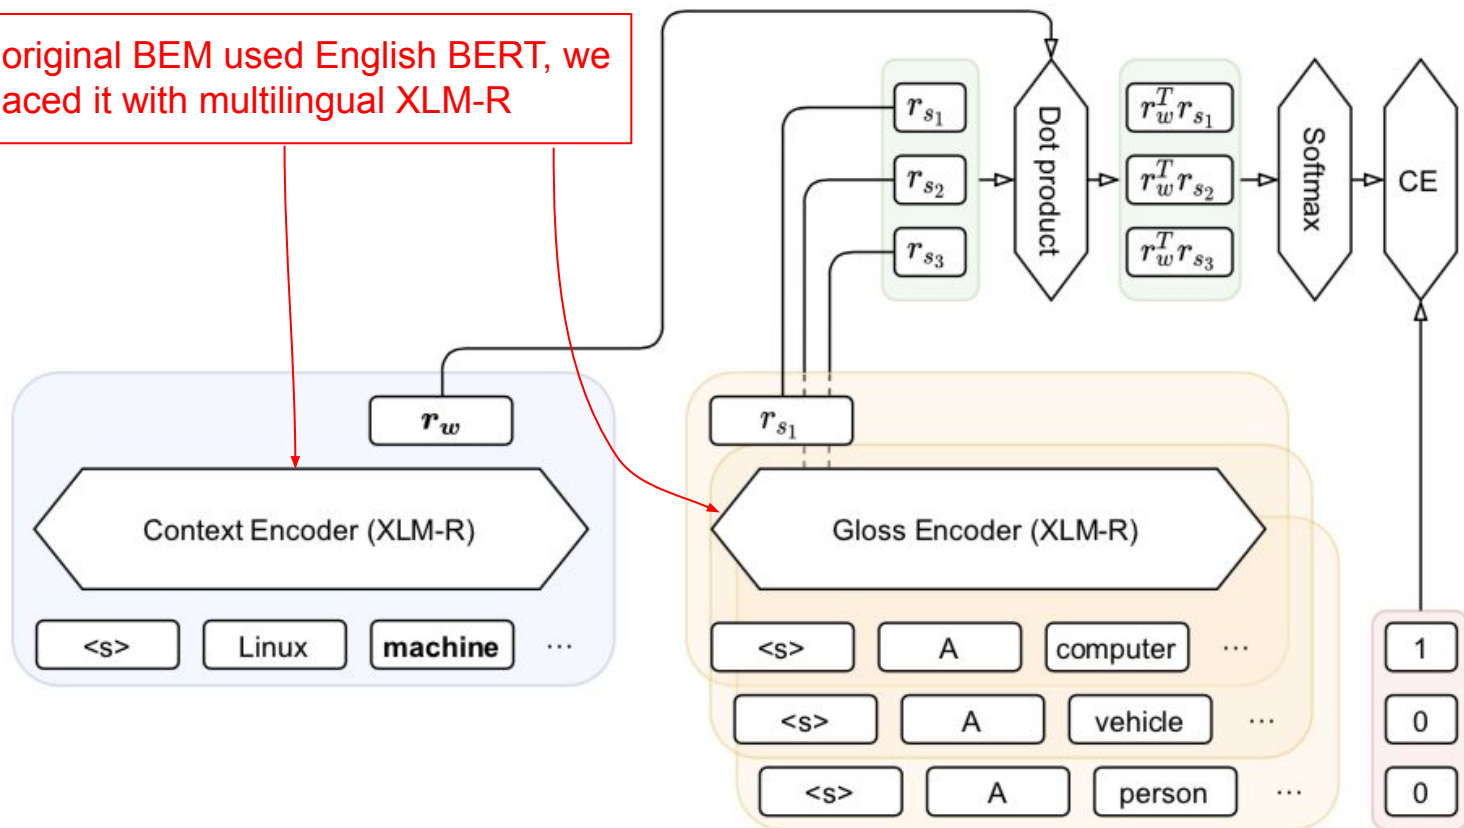 original BEM used English BERT, we
aced it with multilingual XLM-R
r_{s_1}
r_{s_2}
r_{s_3}
Dot product
r_w^T r_{s_1}
r_w^T r_{s_2}
r_w^T r_{s_3}
Softmax
CE
r_w
r_{s_1}
Context Encoder (XLM-R)
Gloss Encoder (XLM-R)
<s> Linux machine ...
<s> A computer ...
1
<s> A vehicle ...
0
<s> A person ...
0